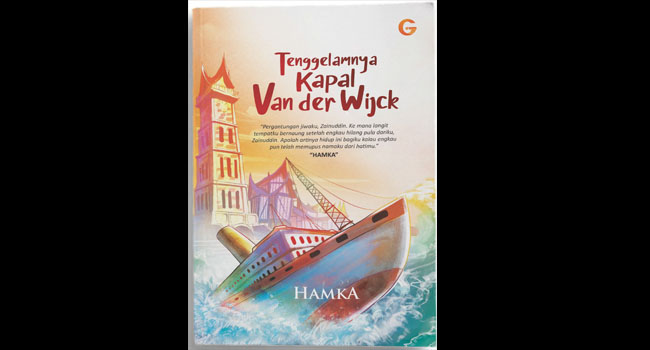 G
Tenggelamnya
Kapal
Van der Wijck
"Pergantungan jiwaku, Zainuddin. Ke mana langit
tempatku bernaung setelah engkau hilang pula dariku,
Zainuddin. Apalah artinya hidup ini bagiku kalau engkau
pun telah memupus namaku dari hatimu."
"HAMKA"
HAMKA